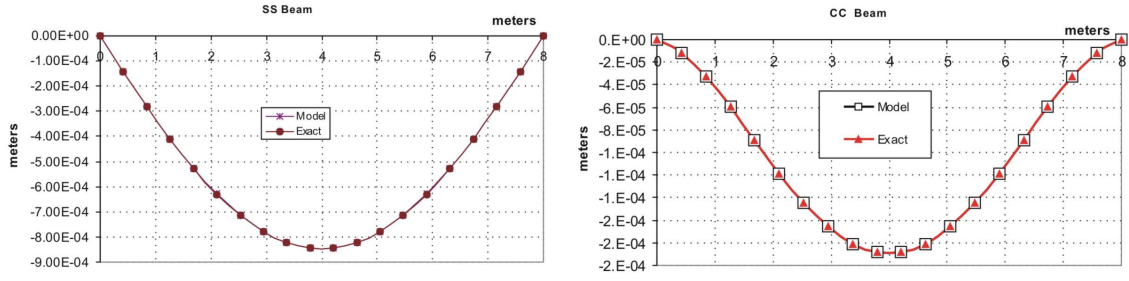 SS Beam
meters
0.00E+00
0 1 2 3 4 5 6 7 8
-1.00E-04
-2.00E-04
-3.00E-04
-4.00E-04
-5.00E-04
-6.00E-04
-7.00E-04
-8.00E-04
-9.00E-04
meters
Model
Exact
CC Beam
meters
0.E+00
0 1 2 3 4 5 6 7 8
-2.E-05
-4.E-05
-6.E-05
-8.E-05
-1.E-04
-1.E-04
-1.E-04
-2.E-04
-2.E-04
-2.E-04
meters
Model
Exact